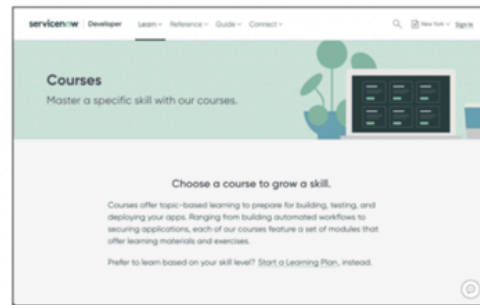 servicenow Developer Learn Reference Guide Connect New York Sign In
Courses
Master a specific skill with our courses.
Choose a course to grow a skill.
Courses offer topic-based learning to prepare for building, testing, and
deploying your apps. Ranging from building automated workflows to
securing applications, each of our courses feature a set of modules that
offer learning materials and exercises.
Prefer to learn based on your skill level? Start a Learning Plan, instead.